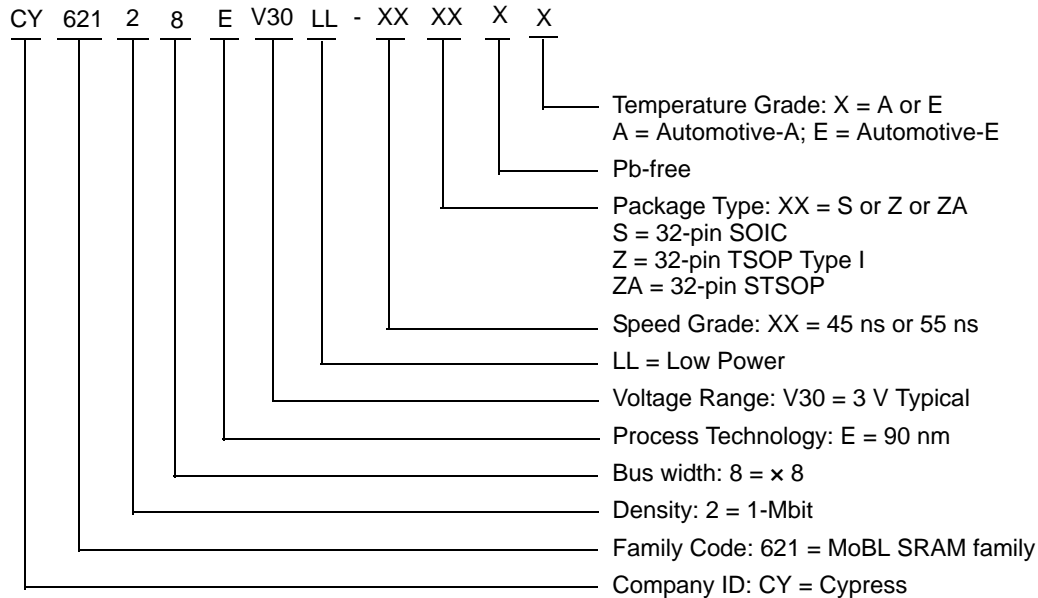 CY 621 2 8 E V30 LL - XX XX X X
Temperature Grade: X = A or E
A = Automotive-A; E = Automotive-E
Pb-free
Package Type: XX = S or Z or ZA
S = 32-pin SOIC
Z = 32-pin TSOP Type I
ZA = 32-pin STSOP
Speed Grade: XX = 45 ns or 55 ns
LL = Low Power
Voltage Range: V30 = 3 V Typical
Process Technology: E = 90 nm
Bus width: 8 = × 8
Density: 2 = 1-Mbit
Family Code: 621 = MoBL SRAM family
Company ID: CY = Cypress